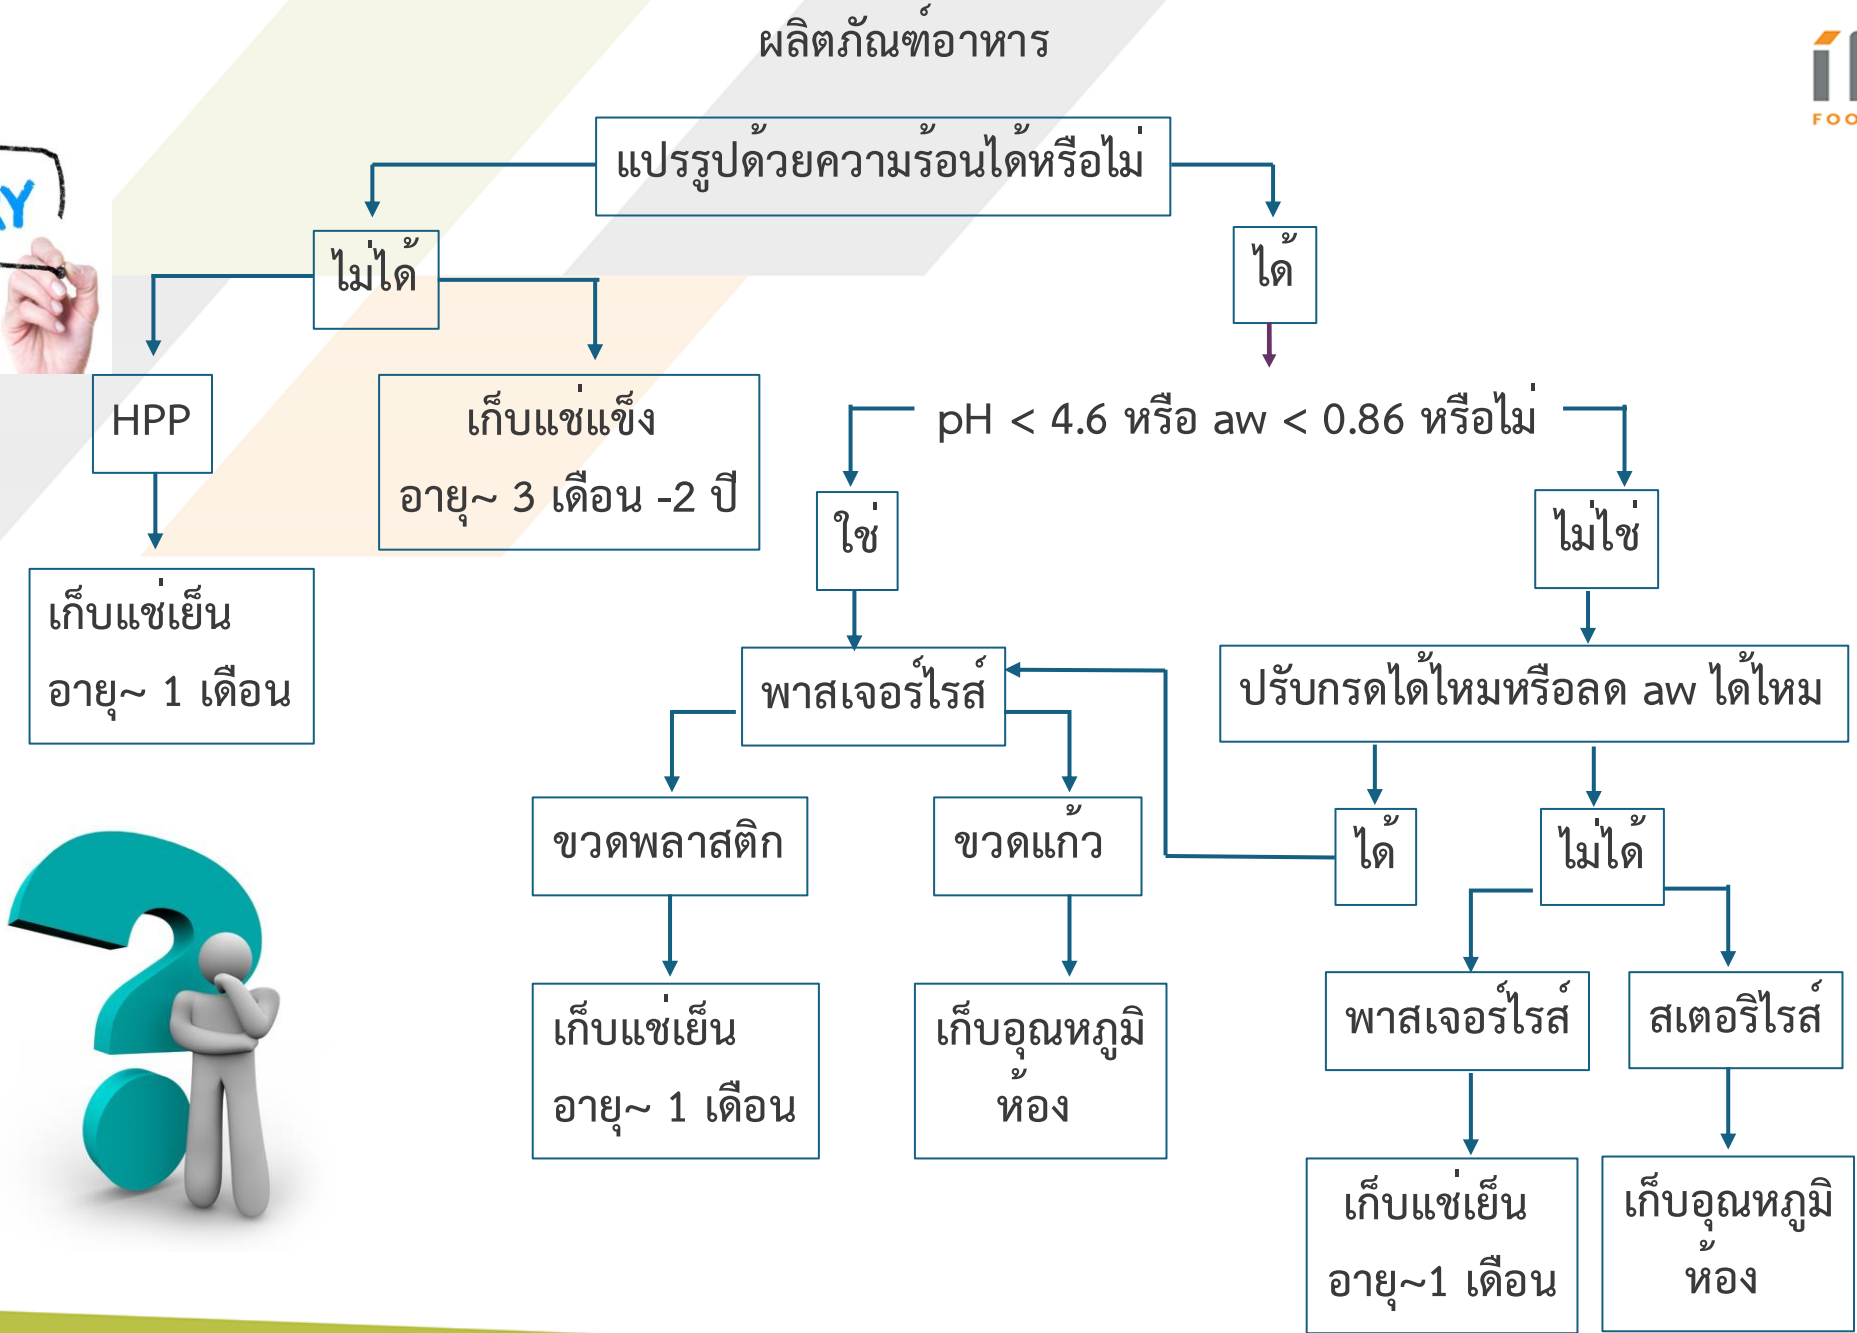 ผลิตภัณฑ์อาหาร
แปรรูปด้วยความร้อนได้หรือไม่
ไม่ได้
ได้
HPP
เก็บแช่แข็ง
อายุ~ 3 เดือน -2 ปี
pH < 4.6 หรือ aw < 0.86 หรือไม่
ใช่
ไม่ไช่
เก็บแช่เย็น
อายุ~ 1 เดือน
พาสเจอร์ไรส์
ปรับกรดได้ไหมหรือลด aw ได้ไหม
ขวดพลาสติก
ขวดแก้ว
ได้
ไม่ได้
เก็บแช่เย็น
อายุ~ 1 เดือน
เก็บอุณหภูมิ
ห้อง
พาสเจอร์ไรส์
สเตอริไรส์
เก็บแช่เย็น
อายุ~1 เดือน
เก็บอุณหภูมิ
ห้อง